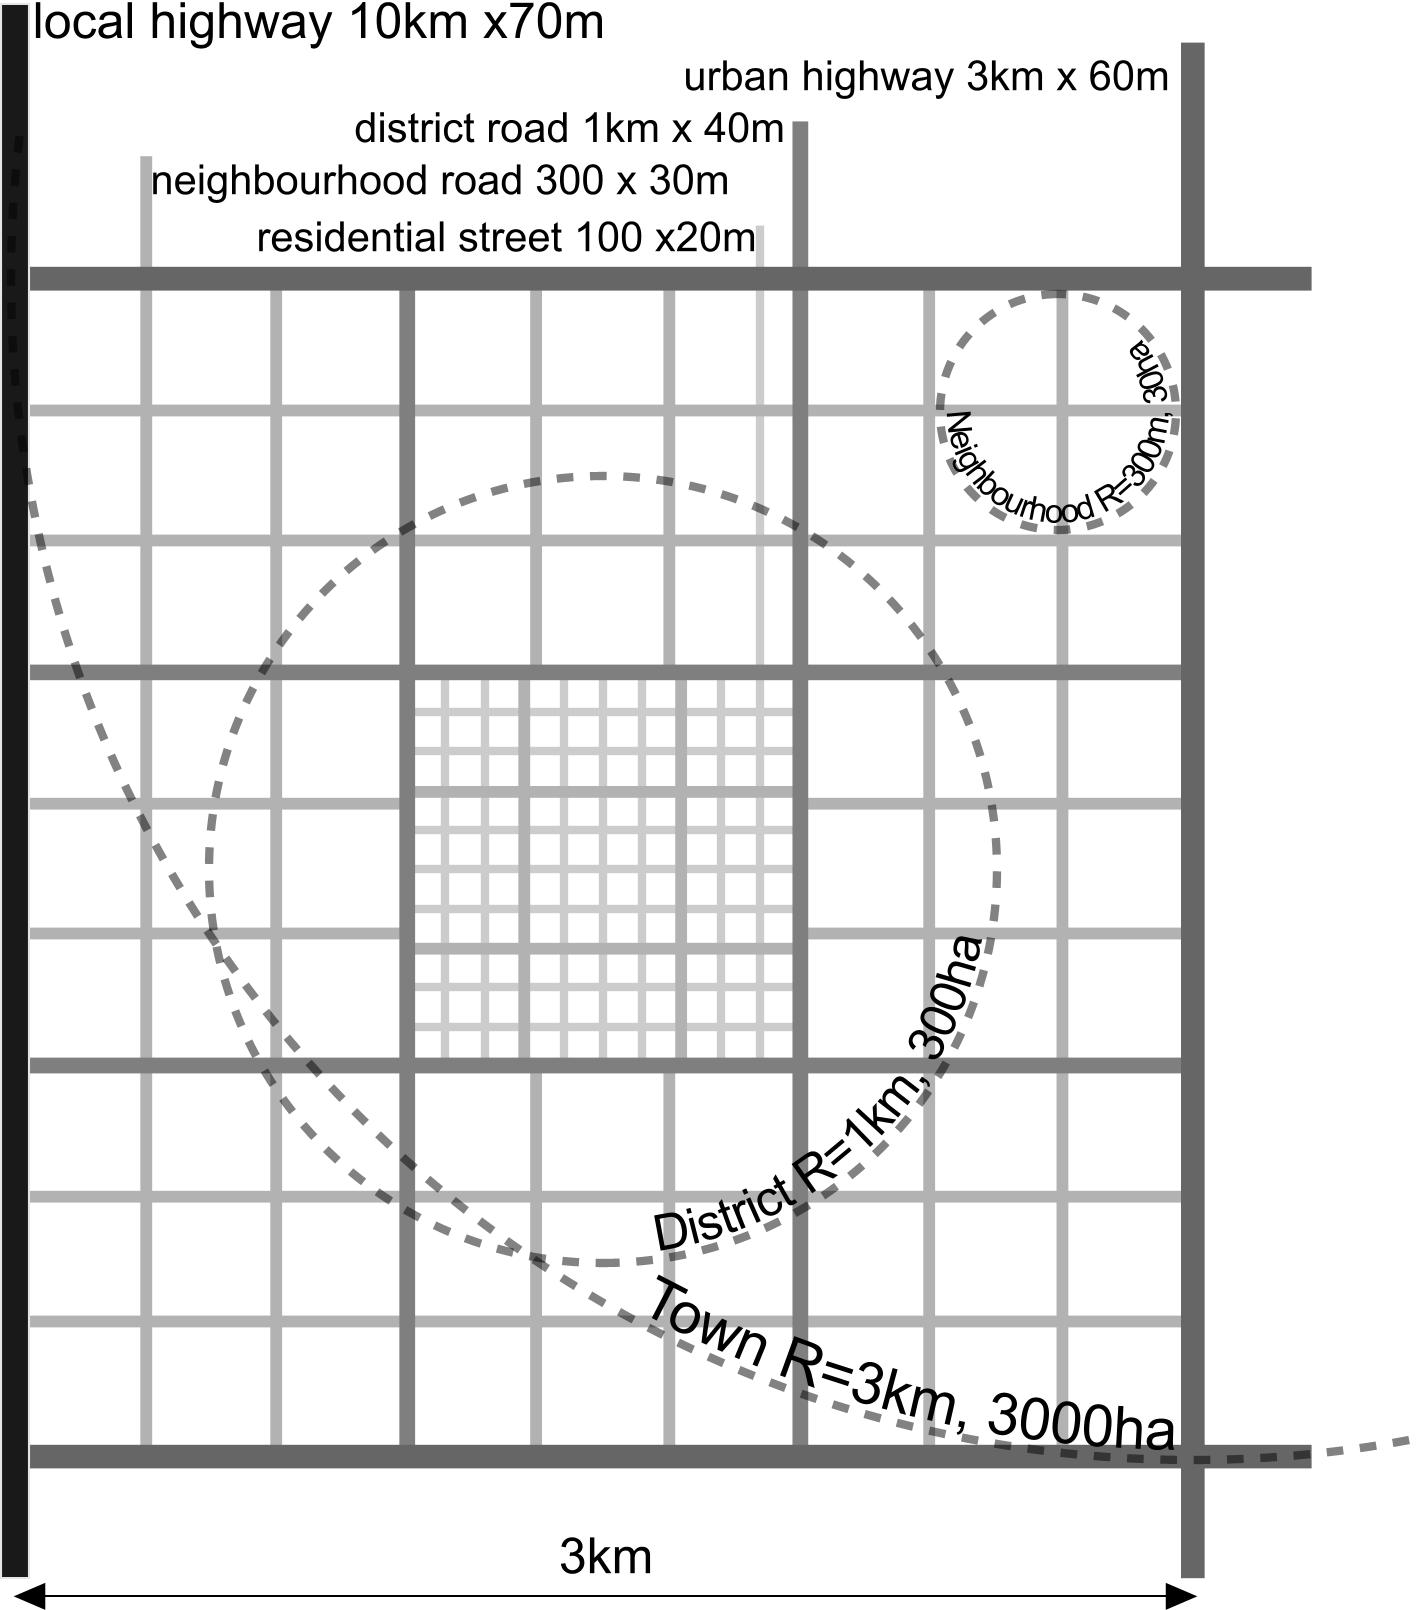 local highway 10km x70m
urban highway 3km x 60m
district road 1km x 40m
neighbourhood road 300 x 30m
residential street 100 x20m
Neighbourhood R=300m, 30ha
District R=1km, 300ha
Town R=3km, 3000ha
3km